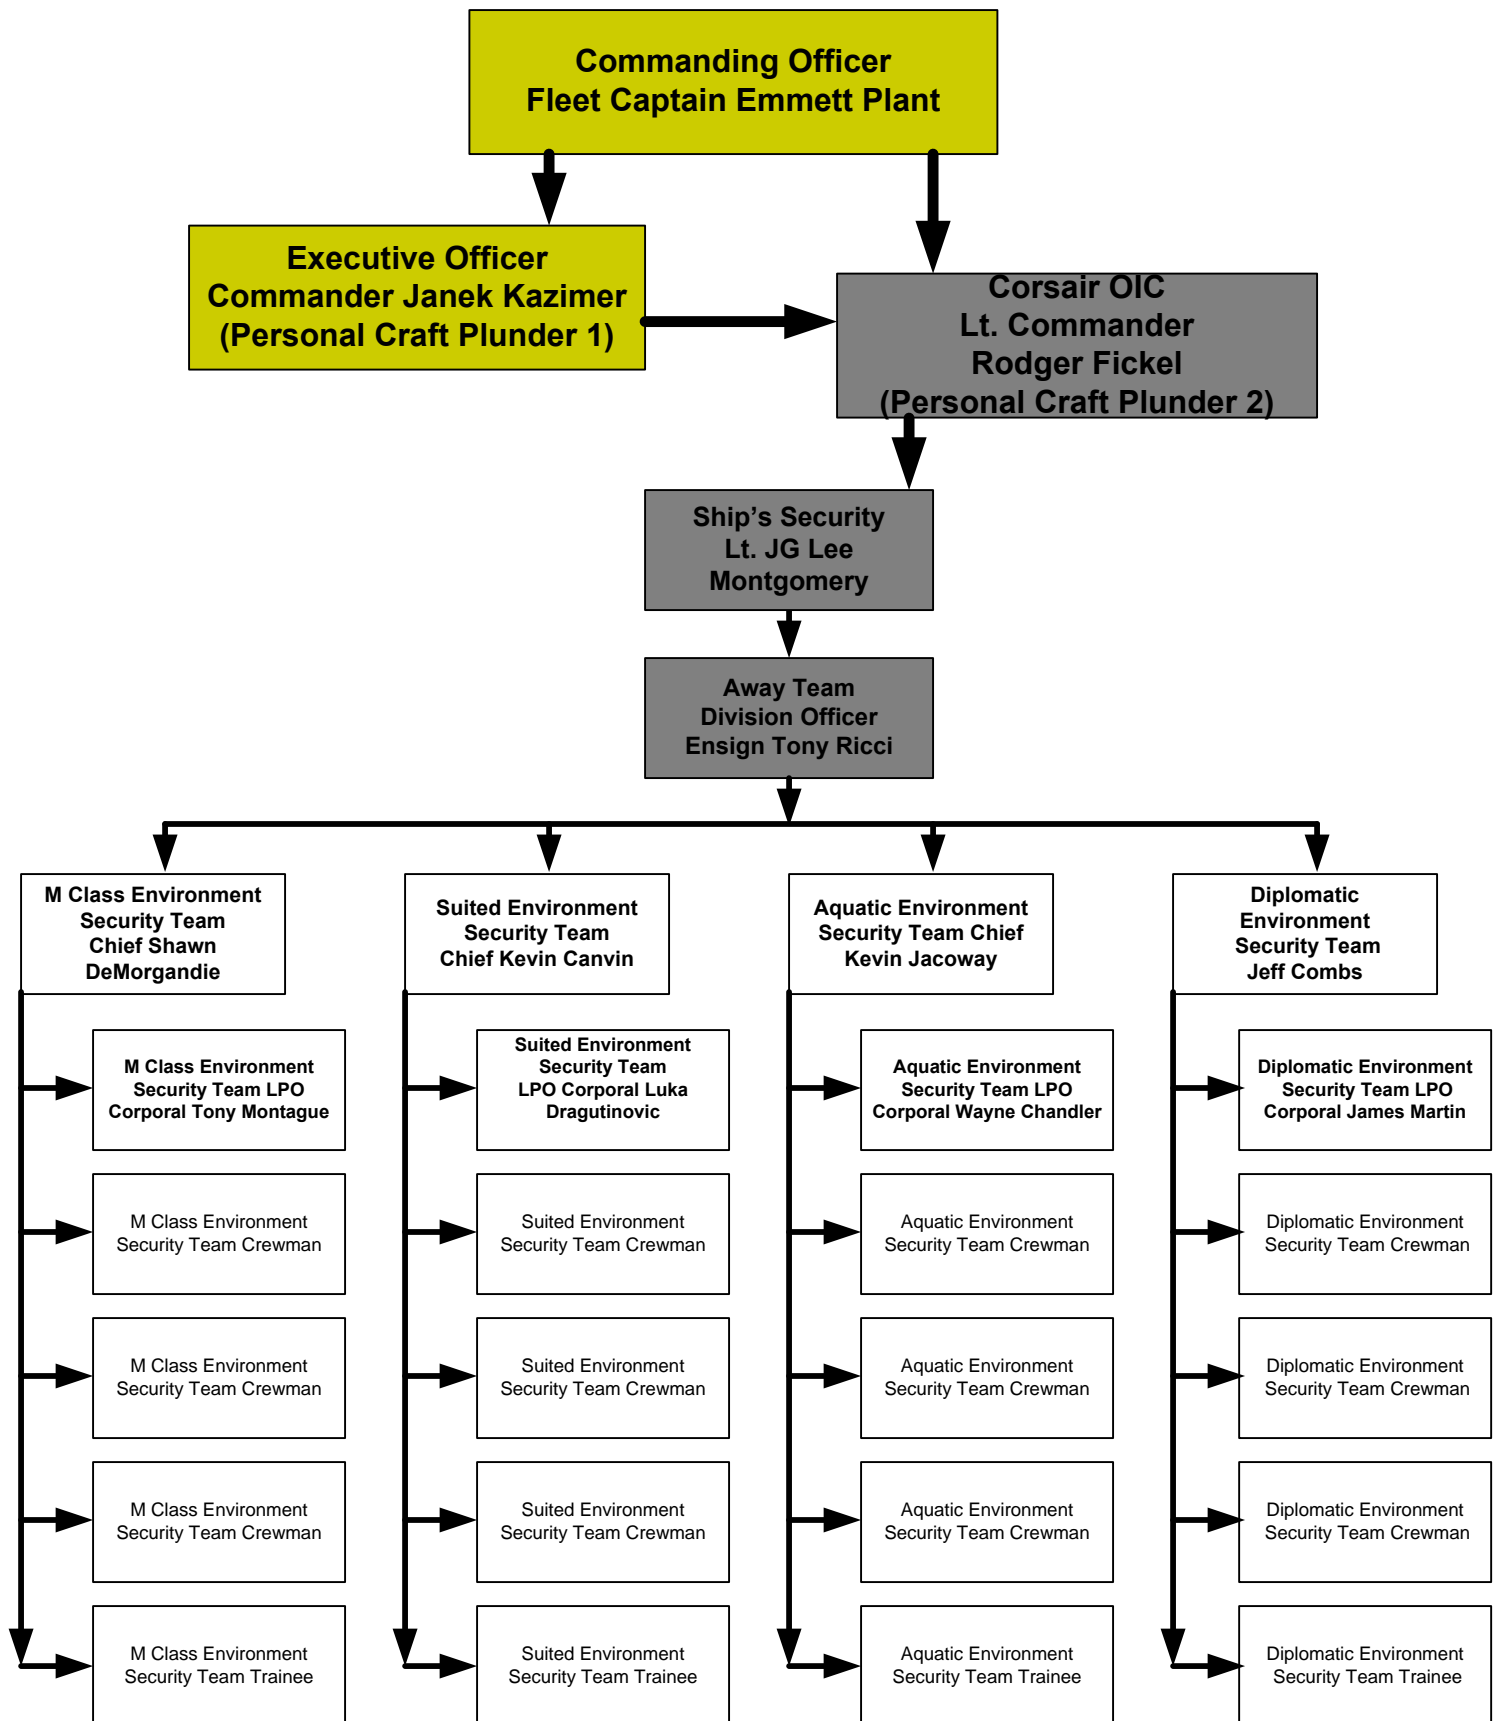 Commanding Officer
Fleet Captain Emmett Plant
Executive Officer
Commander Janek Kazimer
(Personal Craft Plunder 1)
Corsair OIC
Lt. Commander
Rodger Fickel
(Personal Craft Plunder 2)
Ship’s Security
Lt. JG Lee
Montgomery
Away Team
Division Officer
Ensign Tony Ricci
M Class Environment
Security Team
Chief Shawn
DeMorgandie
Suited Environment
Security Team
Chief Kevin Canvin
Aquatic Environment
Security Team Chief
Kevin Jacoway
Diplomatic
Environment
Security Team
Jeff Combs
M Class Environment
Security Team LPO
Corporal Tony Montague
Suited Environment
Security Team
LPO Corporal Luka
Dragutinovic
Aquatic Environment
Security Team LPO
Corporal Wayne Chandler
Diplomatic Environment
Security Team LPO
Corporal James Martin
M Class Environment
Security Team Crewman
Suited Environment
Security Team Crewman
Aquatic Environment
Security Team Crewman
Diplomatic Environment
Security Team Crewman
M Class Environment
Security Team Crewman
Suited Environment
Security Team Crewman
Aquatic Environment
Security Team Crewman
Diplomatic Environment
Security Team Crewman
M Class Environment
Security Team Crewman
Suited Environment
Security Team Crewman
Aquatic Environment
Security Team Crewman
Diplomatic Environment
Security Team Crewman
M Class Environment
Security Team Trainee
Suited Environment
Security Team Trainee
Aquatic Environment
Security Team Trainee
Diplomatic Environment
Security Team Trainee